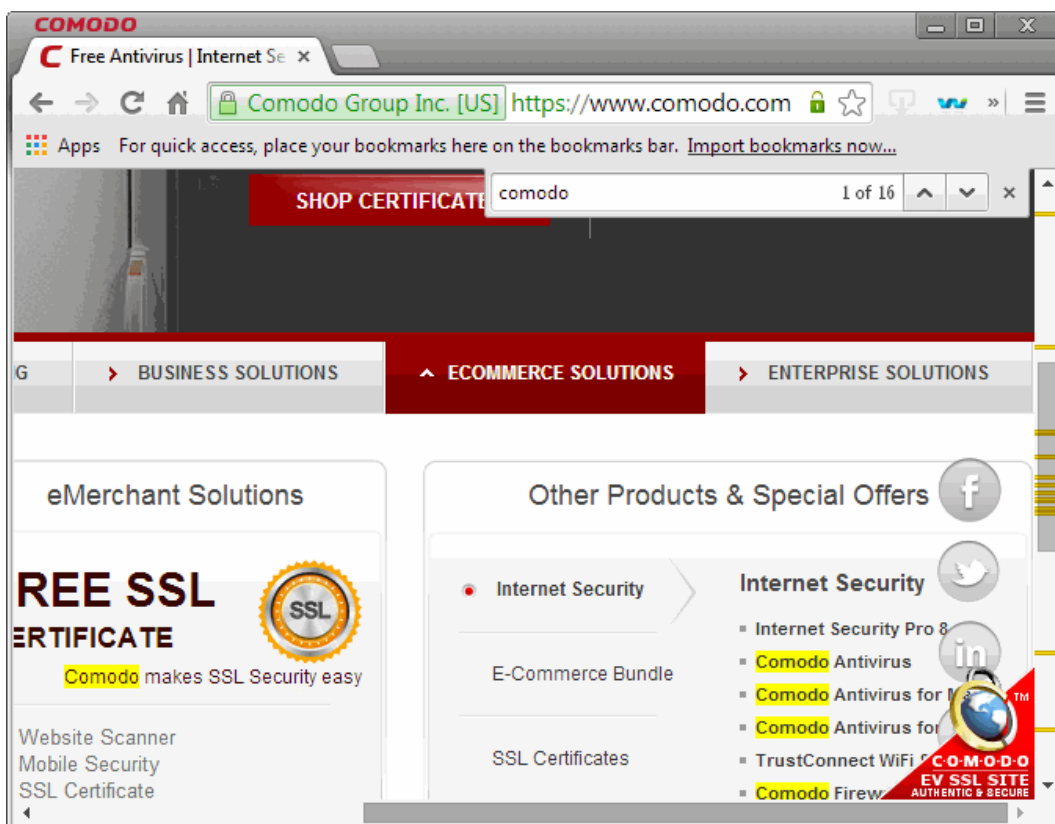 COMODO
Free Antivirus | Internet Se
Comodo Group Inc. [US] https://www.comodo.com
Apps For quick access, place your bookmarks here on the bookmarks bar. Import bookmarks now...
comodo 1 of 16
SHOP CERTIFICATE
G BUSINESS SOLUTIONS ECOMMERCE SOLUTIONS ENTERPRISE SOLUTIONS
eMerchant Solutions
REE SSL
ERTIFICATE
SSL
Comodo makes SSL Security easy
Website Scanner
Mobile Security
SSL Certificate
Other Products & Special Offers
Internet Security
E-Commerce Bundle
SSL Certificates
Internet Security
Internet Security Pro 8
Comodo Antivirus
Comodo Antivirus for
Comodo Antivirus for
TrustConnect WiFi
Comodo Firew
f
in
TM
C·O·M·O·D·O
EV SSL SITE
AUTHENTIC & SECURE